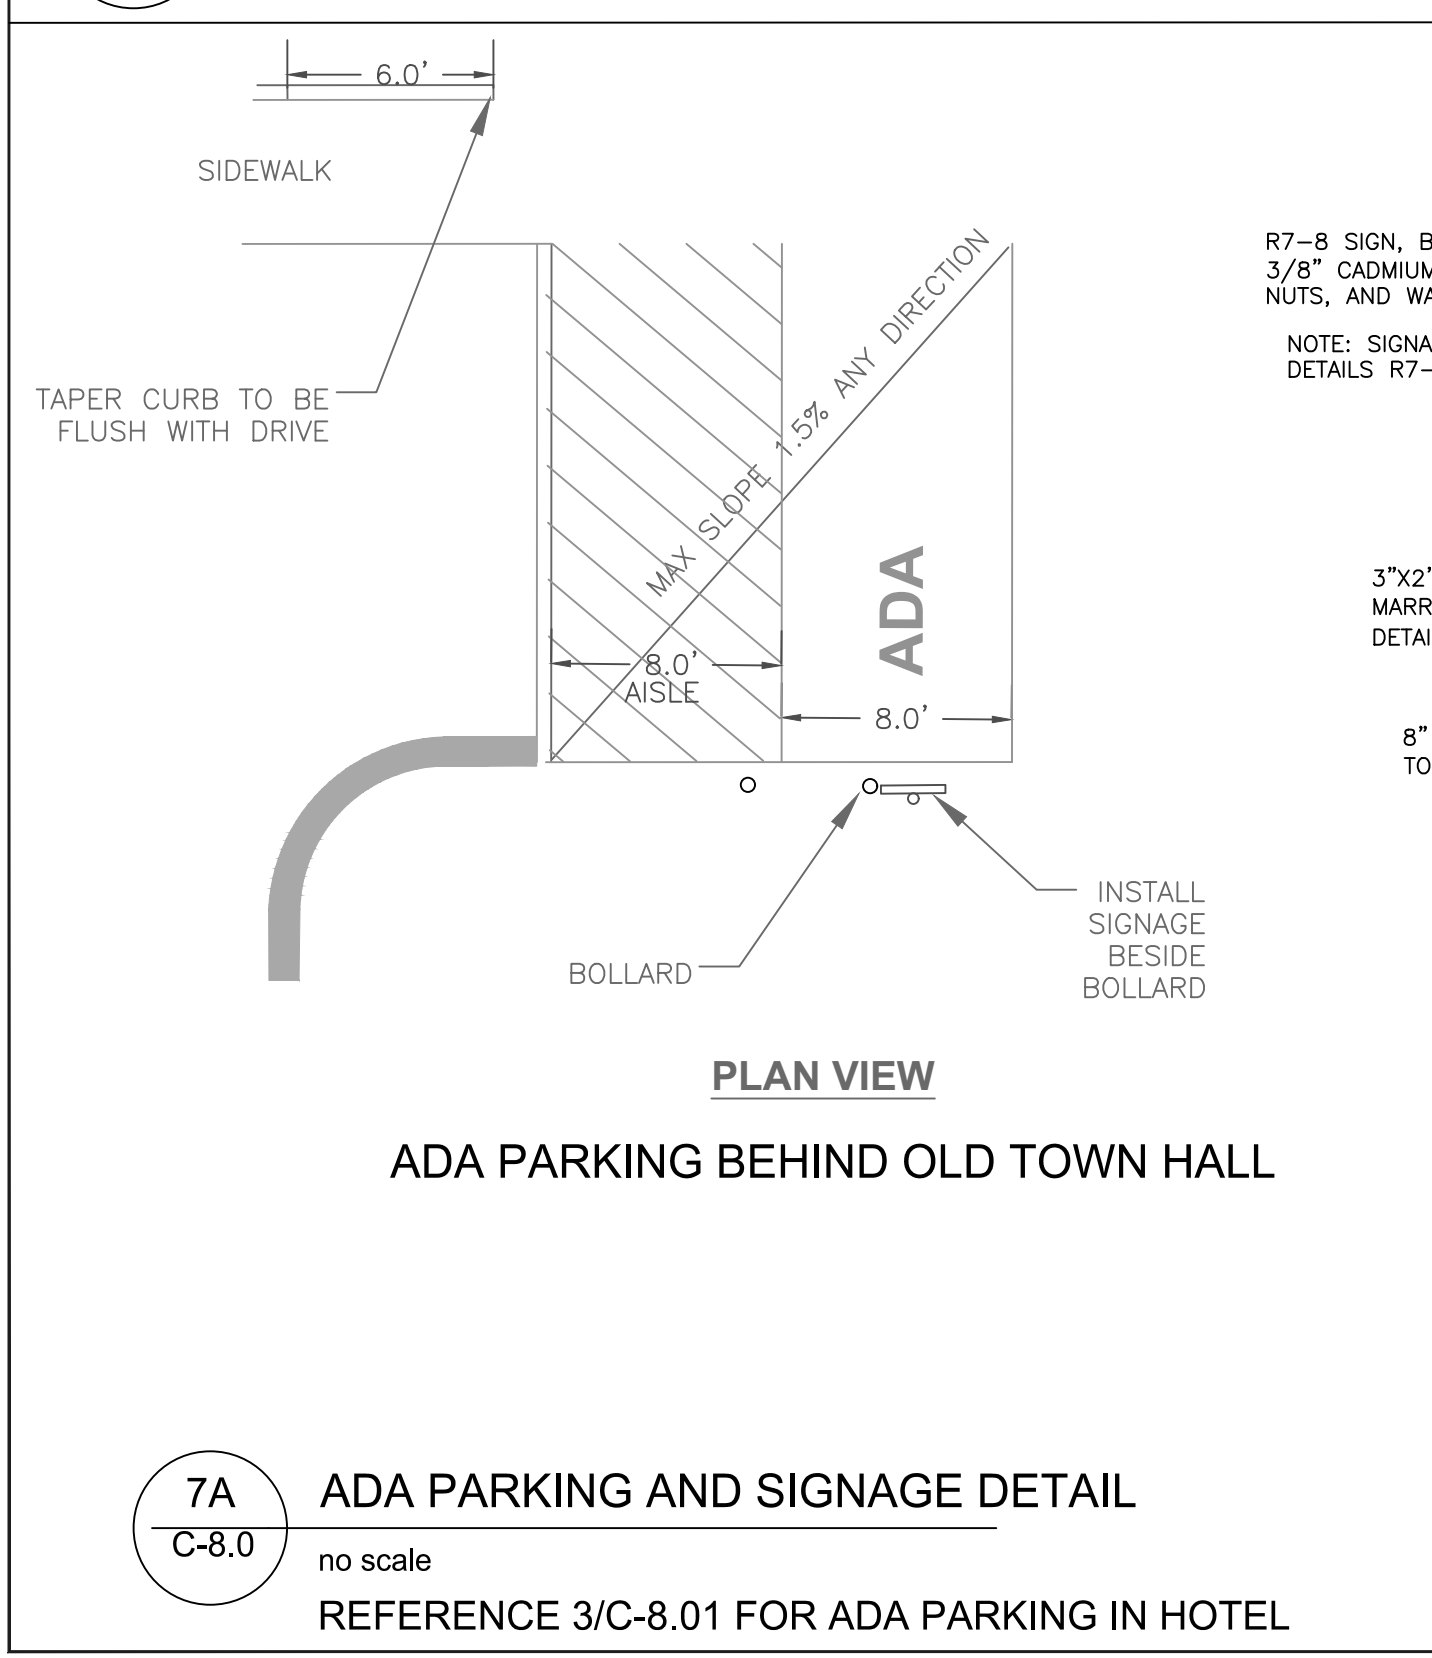 6.0’
SIDEWALK
R7-8 SIGN, B
3/8” CADMIUM
NUTS, AND WA
NOTE: SIGNA
DETAILS R7-
TAPER CURB TO BE
FLUSH WITH DRIVE
MAX SLOPE 1.5% ANY DIRECTION
ADA
3”X2’
MARR
DETAI
8.0’
AISLE
8.0’
8”
TO
INSTALL
SIGNAGE
BESIDE
BOLLARD
BOLLARD
PLAN VIEW
ADA PARKING BEHIND OLD TOWN HALL
7A
C-8.0
ADA PARKING AND SIGNAGE DETAIL
no scale
REFERENCE 3/C-8.01 FOR ADA PARKING IN HOTEL